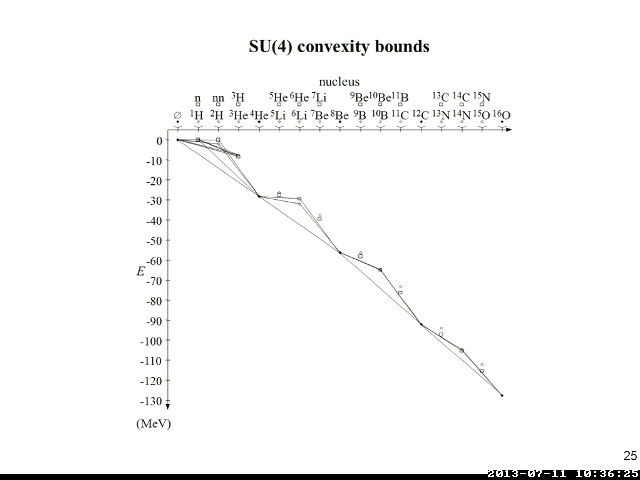 SU(4) convexity bounds
nucleus
n nn ³H ⁵He ⁶He ⁷Li ⁹Be ¹⁰Be ¹¹B ¹³C ¹⁴C ¹⁵N
∅ ¹H ²H ³He ⁴He ⁵Li ⁶Li ⁷Be ⁸Be ⁹B ¹⁰B ¹¹C ¹²C ¹³N ¹⁴N ¹⁵O ¹⁶O
0
-10
-20
-30
-40
-50
-60
E
-70
-80
-90
-100
-110
-120
-130
(MeV)
25
2013-07-11 10:36:25